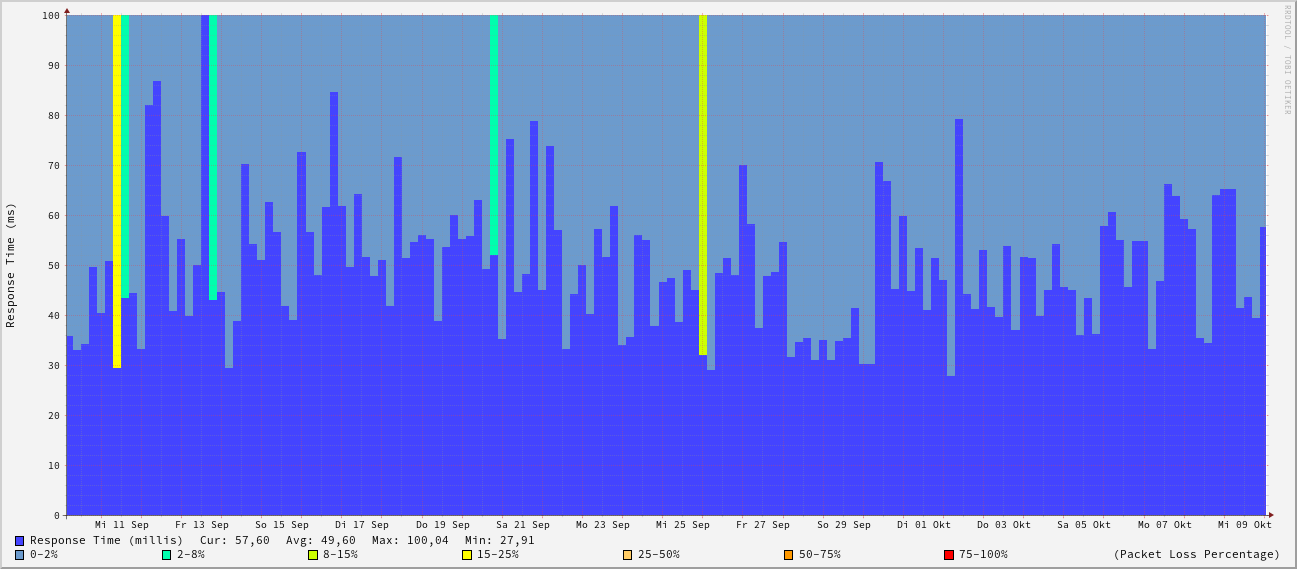 RRDTOOL / TOBI OETIKER
Response Time (ms)
100
90
80
70
60
50
40
30
20
10
0
Mi 11 Sep Fr 13 Sep So 15 Sep Di 17 Sep Do 19 Sep Sa 21 Sep Mo 23 Sep Mi 25 Sep Fr 27 Sep So 29 Sep Di 01 Okt Do 03 Okt Sa 05 Okt Mo 07 Okt Mi 09 Okt
Response Time (millis) Cur: 57,60 Avg: 49,60 Max: 100,04 Min: 27,91
0-2% 2-8% 8-15% 15-25% 25-50% 50-75% 75-100% (Packet Loss Percentage)